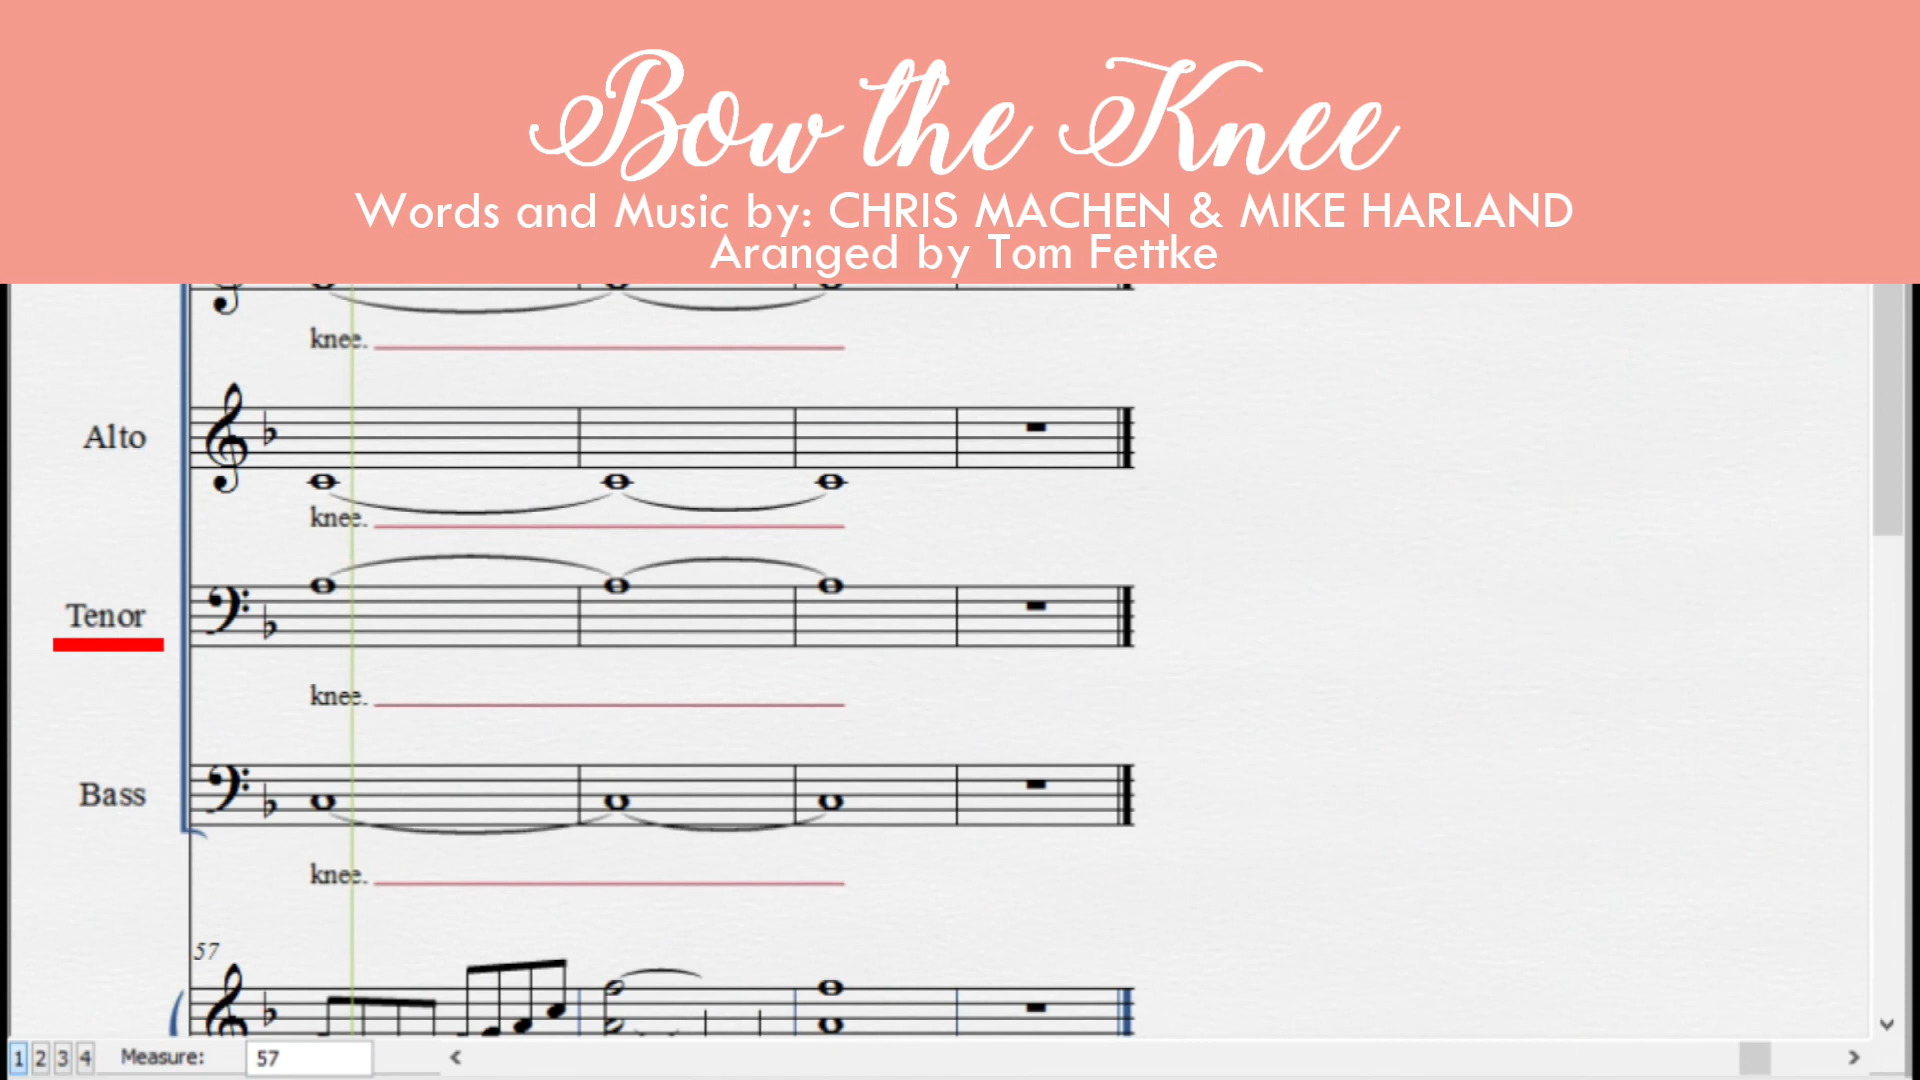 Bow the Knee
Words and Music by: CHRIS MACHEN & MIKE HARLAND
Aranged by Tom Fettke
knee.
Alto
knee.
Tenor
knee.
Bass
knee.
57
1 2 3 4 Measure: 57